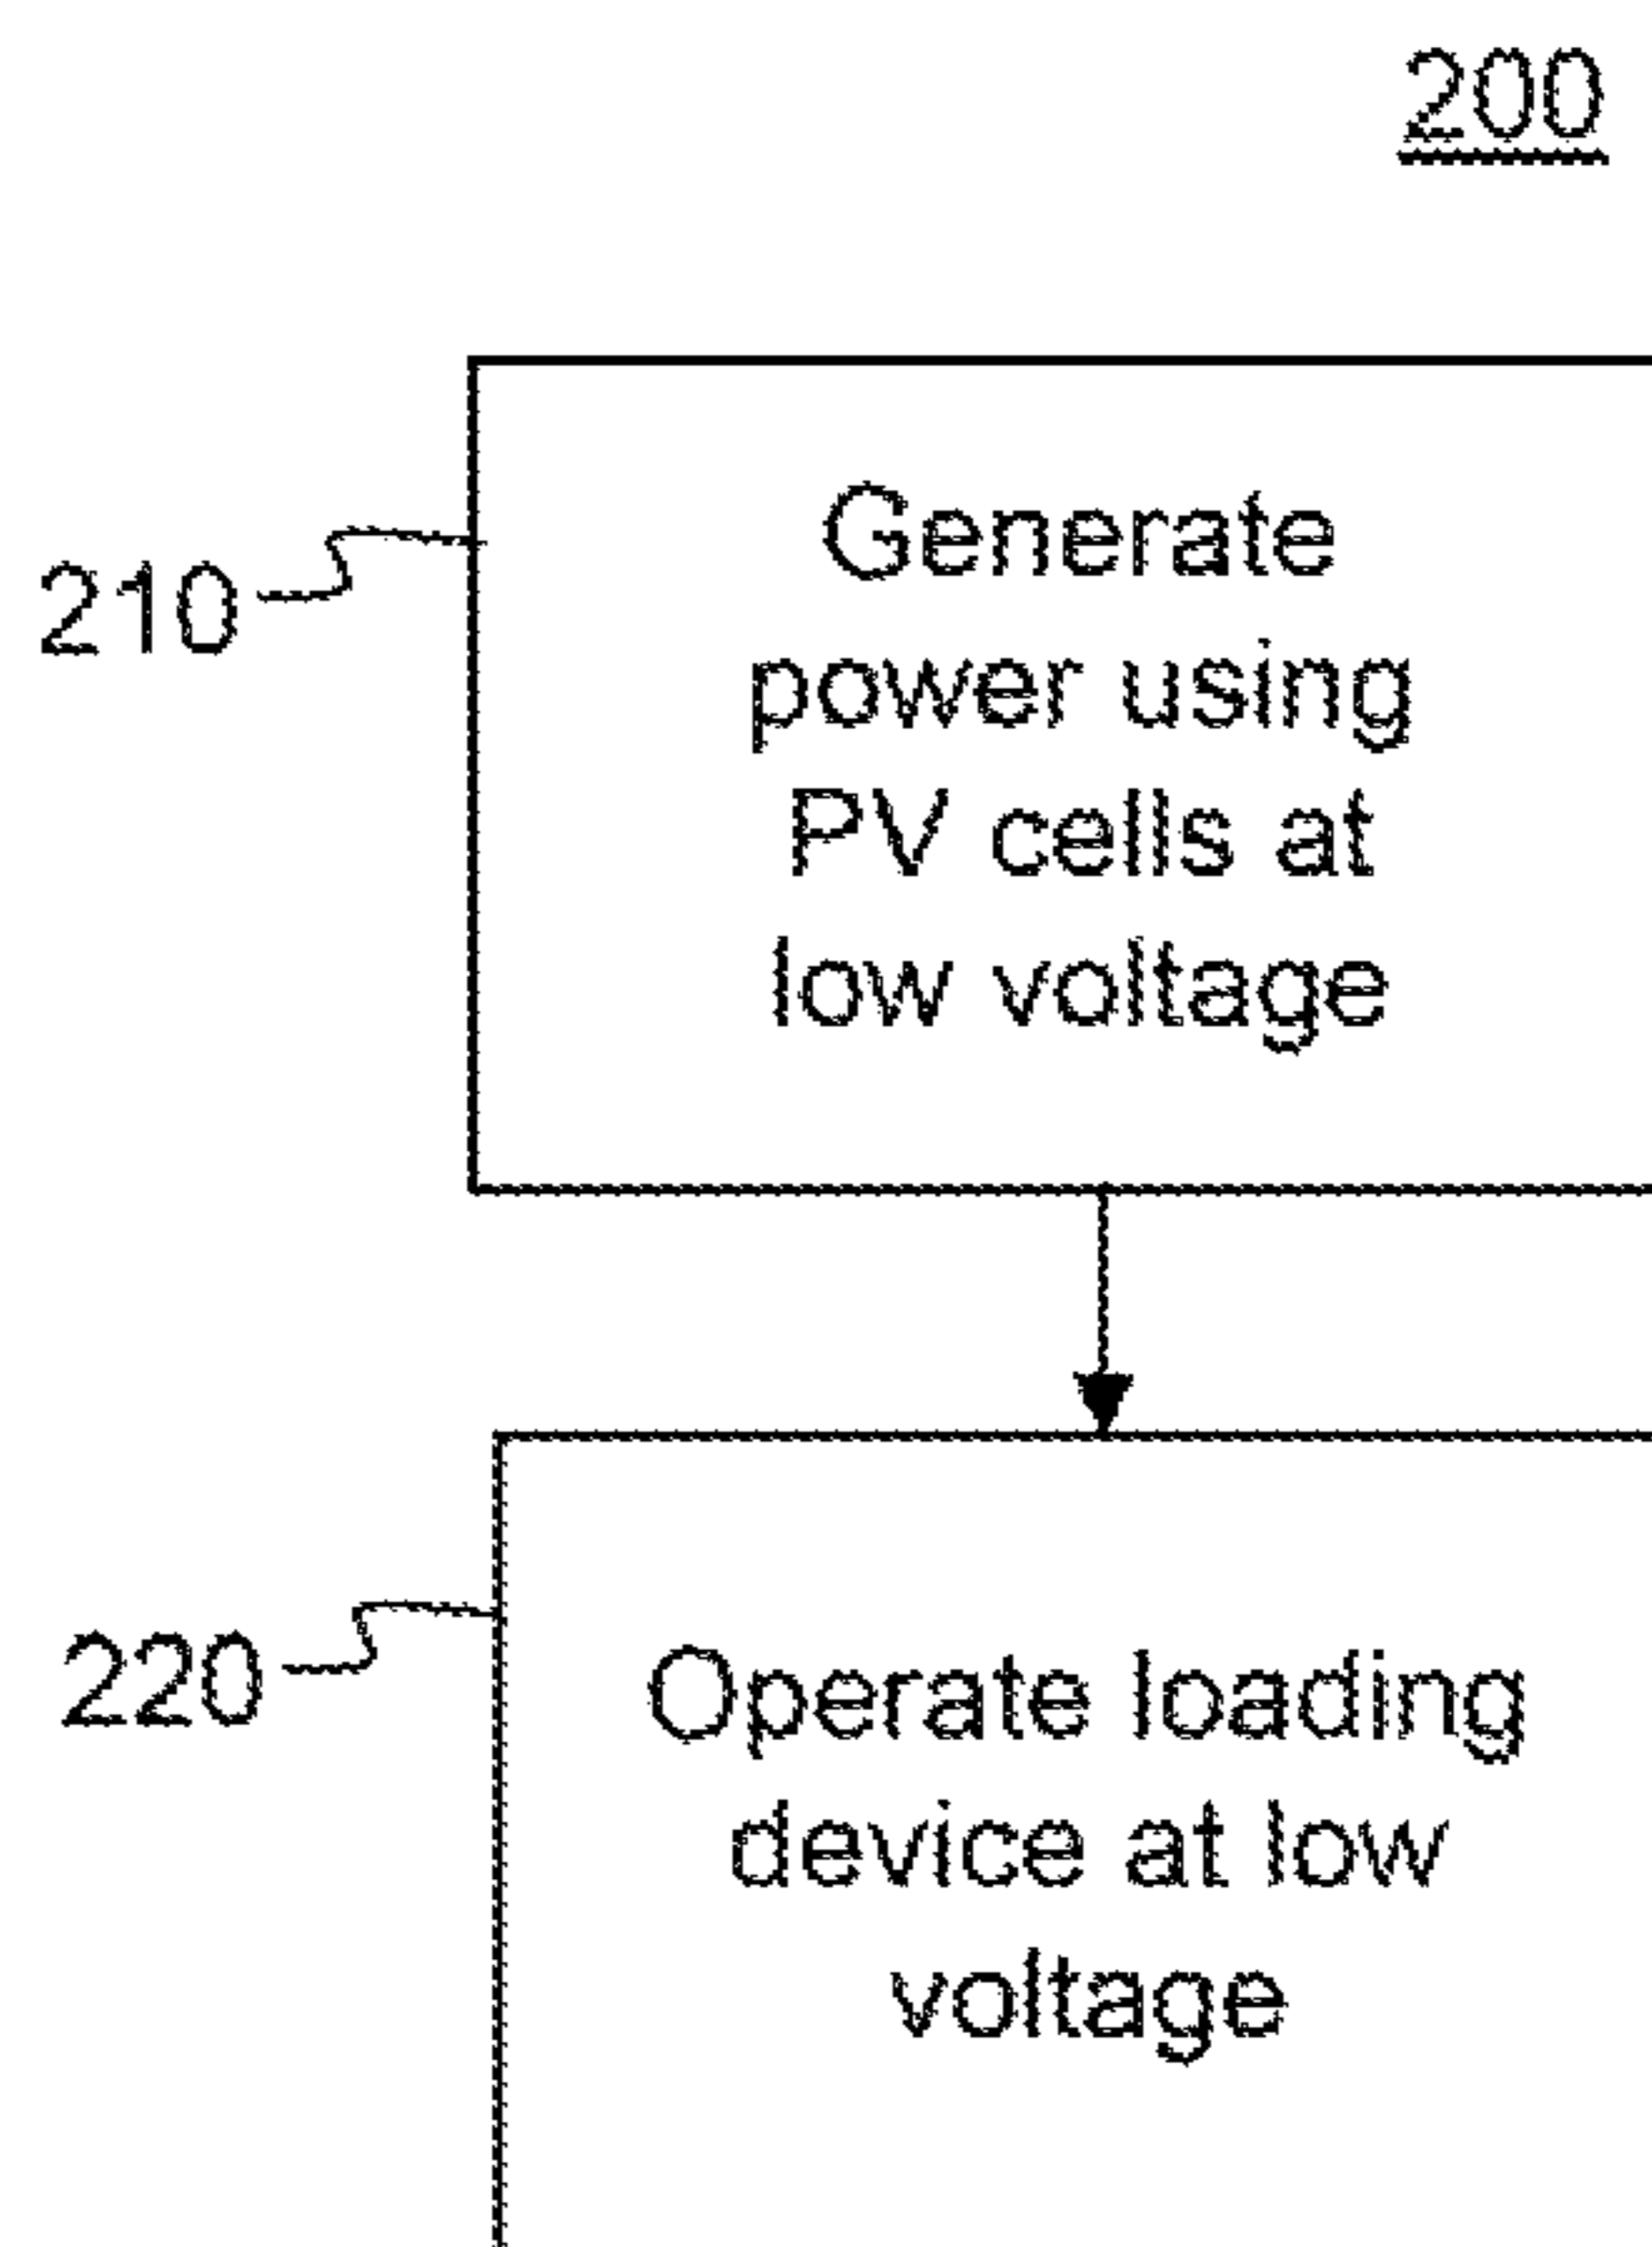 200
210
Generate
power using
PV cells at
low voltage
220
Operate loading
device at low
voltage